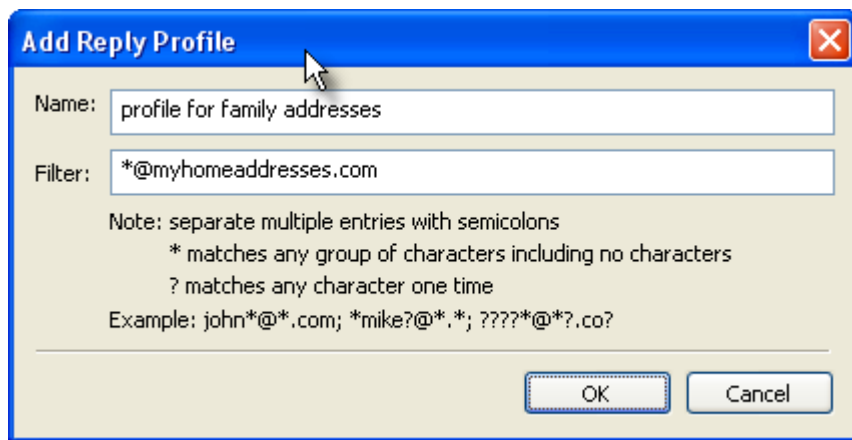 Add Reply Profile
Name: profile for family addresses
Filter: *@myhomeaddresses.com
Note: separate multiple entries with semicolons
* matches any group of characters including no characters
? matches any character one time
Example: john*@*.com; *mike?@*.*; ????*@*?.co?
OK Cancel